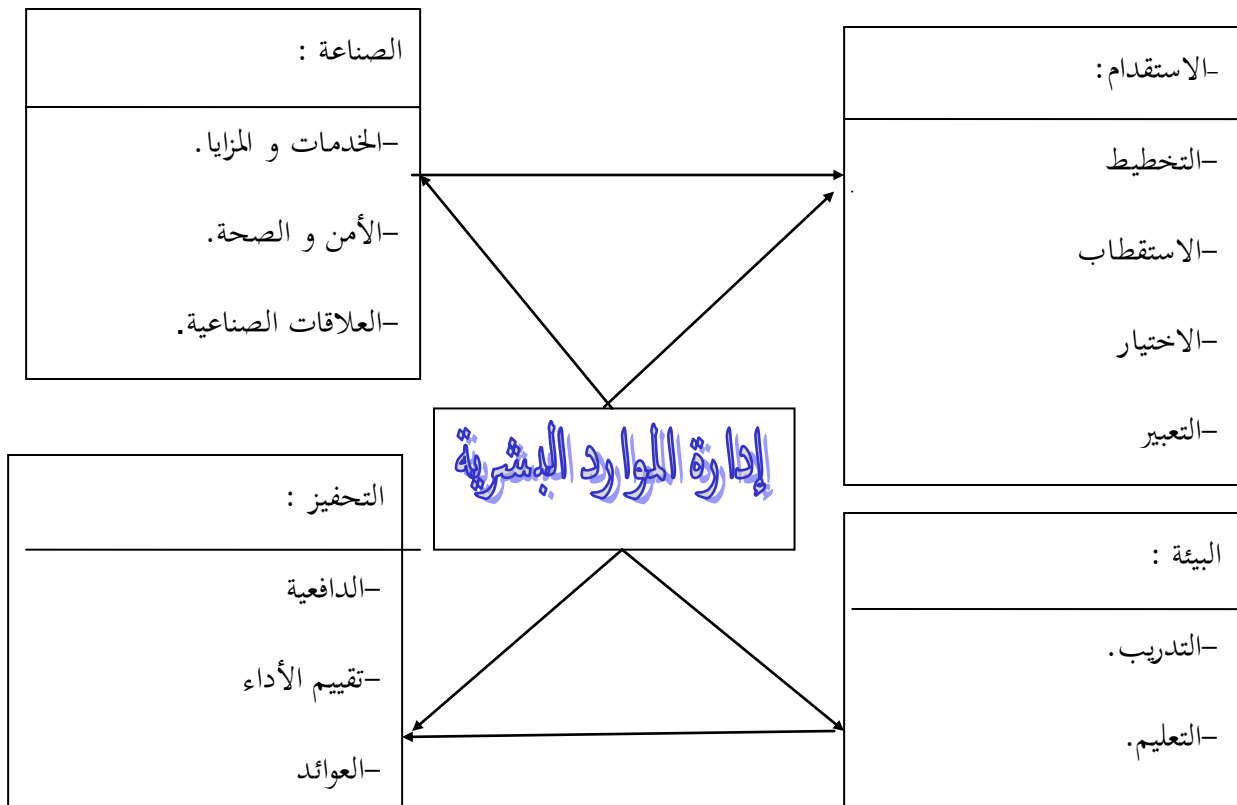 -الاستقدام:
-التخطيط
-الاستقطاب
-الاختيار
-التعبير
الصناعة :
-الخدمات و المزايا.
-الأمن و الصحة.
-العلاقات الصناعية.
إدارة الموارد البشرية
البيئة :
-التدريب.
-التعليم.
التحفيز :
-الدافعية
-تقييم الأداء
-العوائد